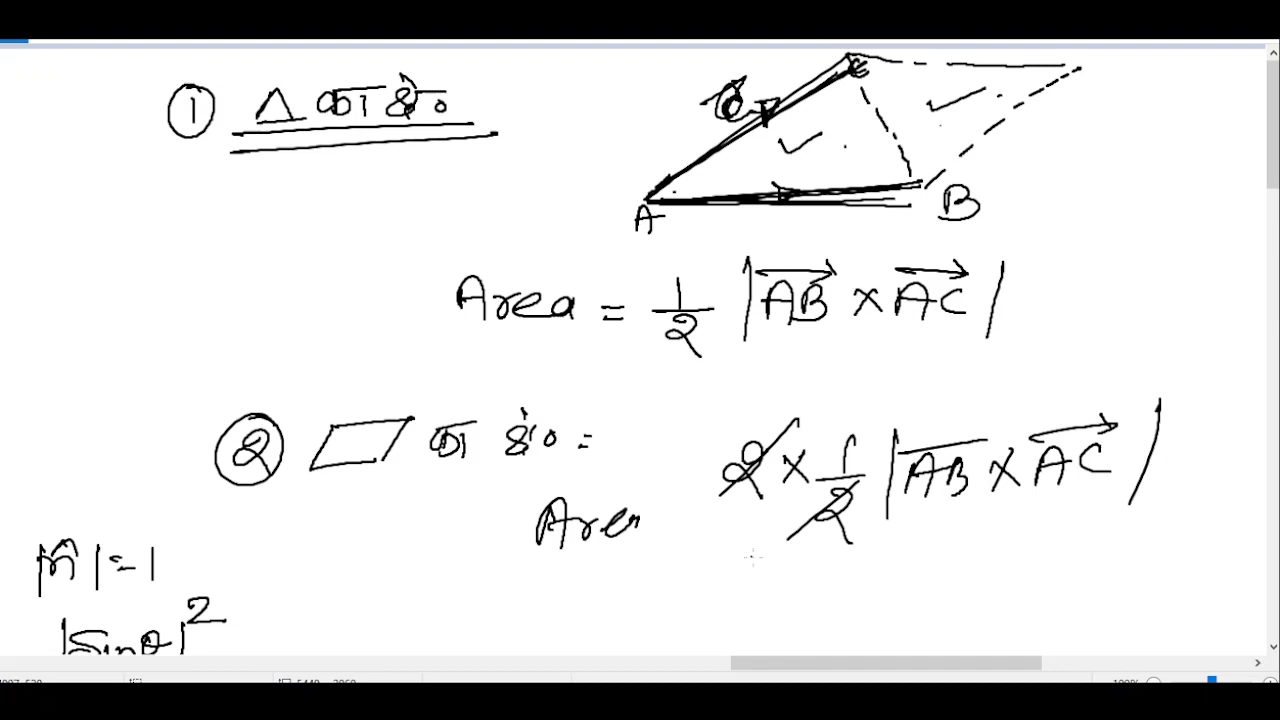 ① △ का क्षे०
C
A
B
Area = 1/2 |AB × AC|
② ▱ का क्षे० =
2 × 1/2 |AB × AC|
Area
|n̂| = 1
|sinθ|²